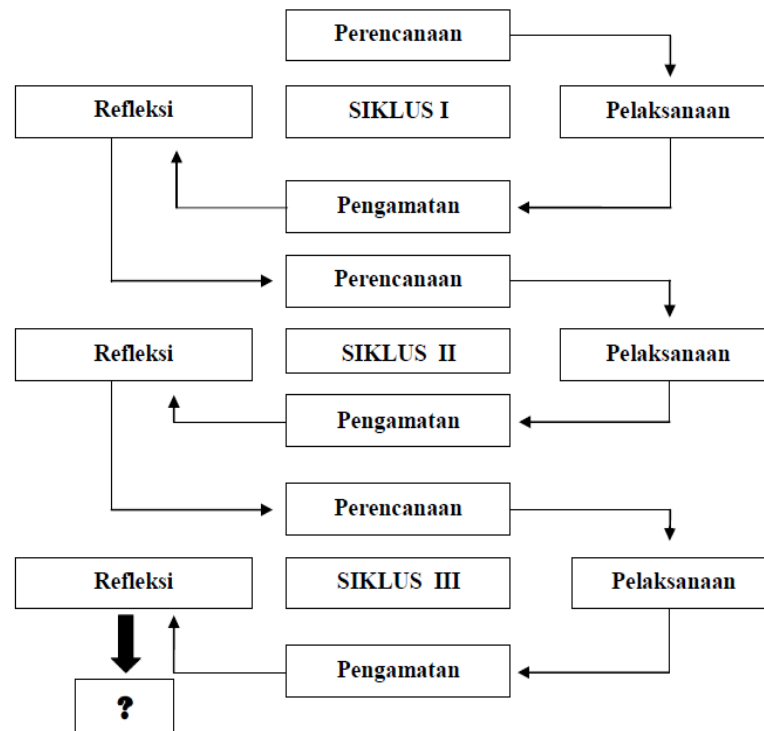 Perencanaan
Refleksi
SIKLUS I
Pelaksanaan
Pengamatan
Perencanaan
Refleksi
SIKLUS II
Pelaksanaan
Pengamatan
Perencanaan
Refleksi
SIKLUS III
Pelaksanaan
Pengamatan
?